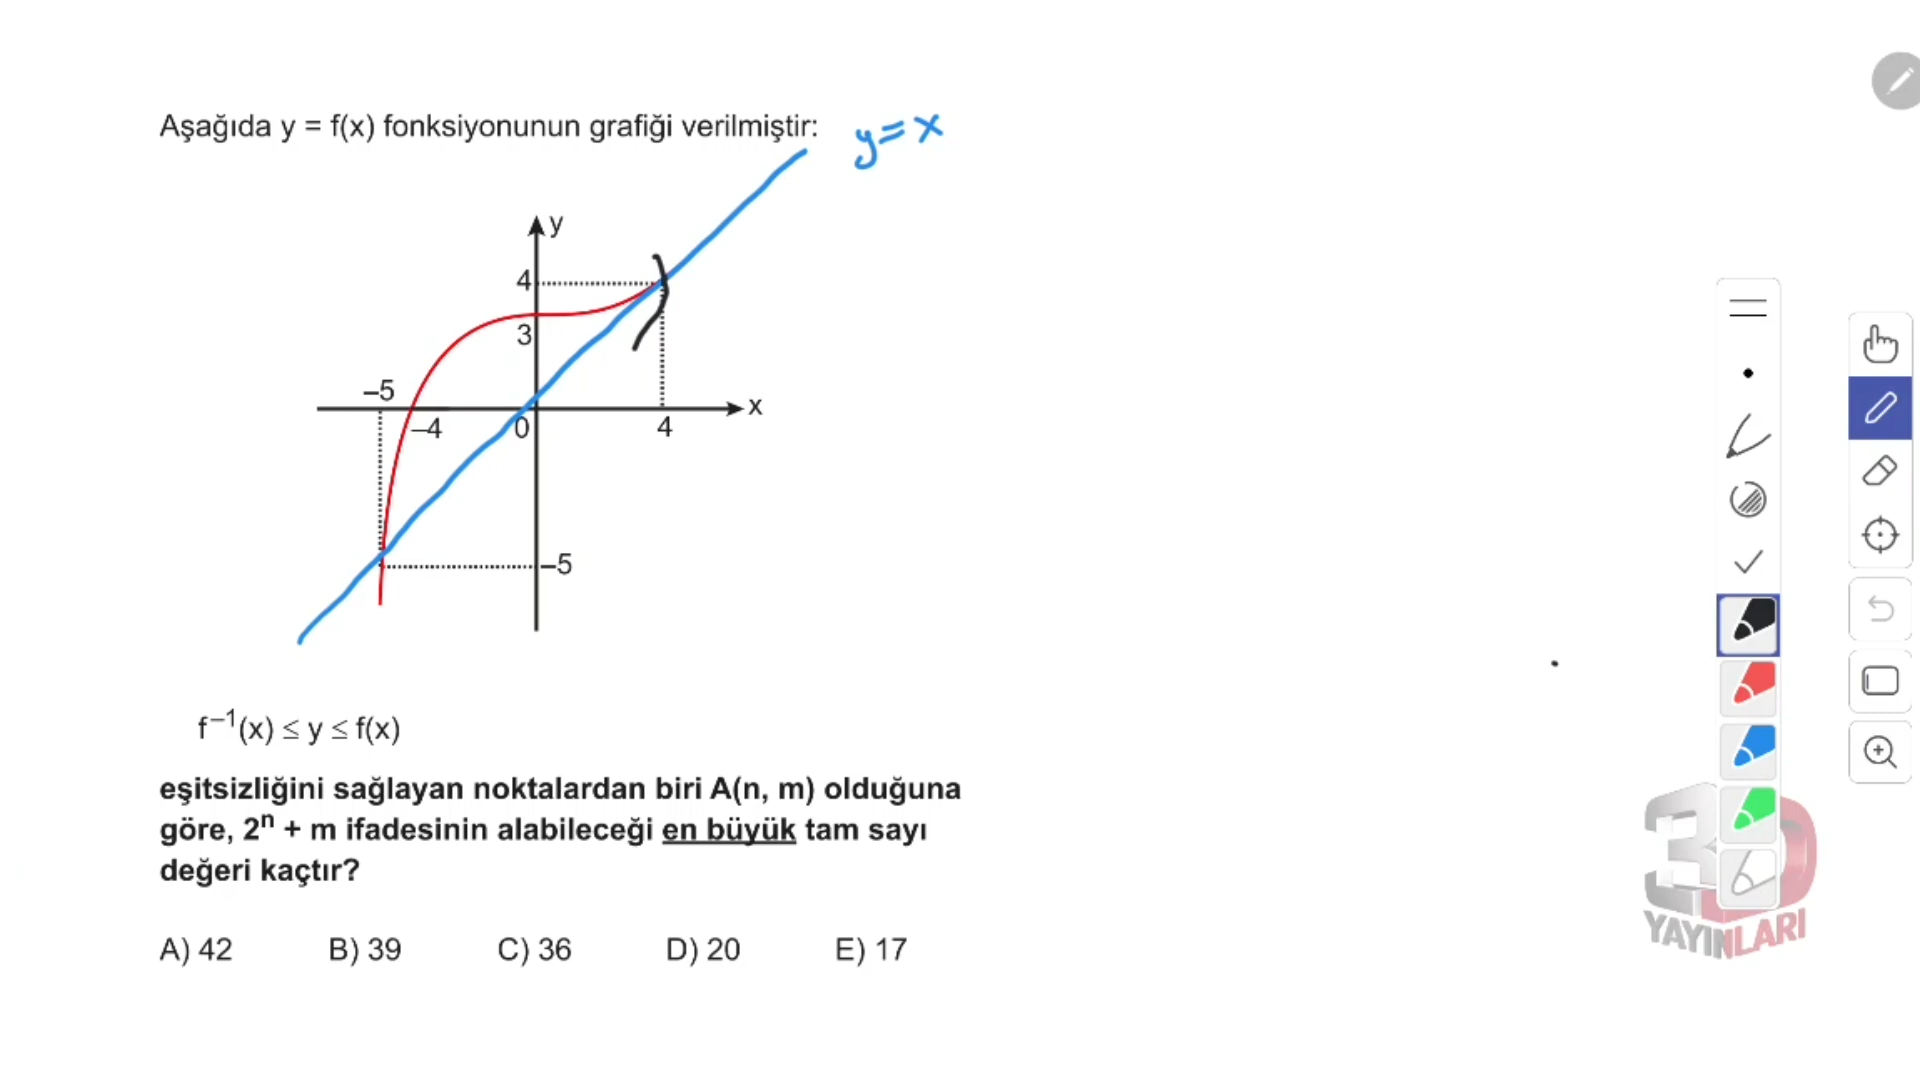 Aşağıda y = f(x) fonksiyonunun grafiği verilmiştir: y = x
y
4
3
–5
x
–4
0
4
–5
f⁻¹(x) ≤ y ≤ f(x)
eşitsizliğini sağlayan noktalardan biri A(n, m) olduğuna
göre, 2ⁿ + m ifadesinin alabileceği en büyük tam sayı
değeri kaçtır?
A) 42 B) 39 C) 36 D) 20 E) 17
3D
YAYINLARI